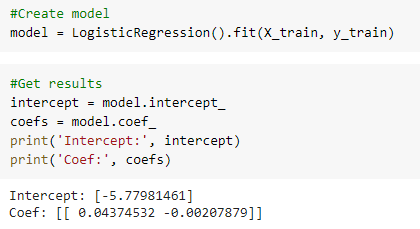 #Create model
model = LogisticRegression().fit(X_train, y_train)
#Get results
intercept = model.intercept_
coefs = model.coef_
print('Intercept:', intercept)
print('Coef:', coefs)
Intercept: [-5.77981461]
Coef: [[ 0.04374532 -0.00207879]]